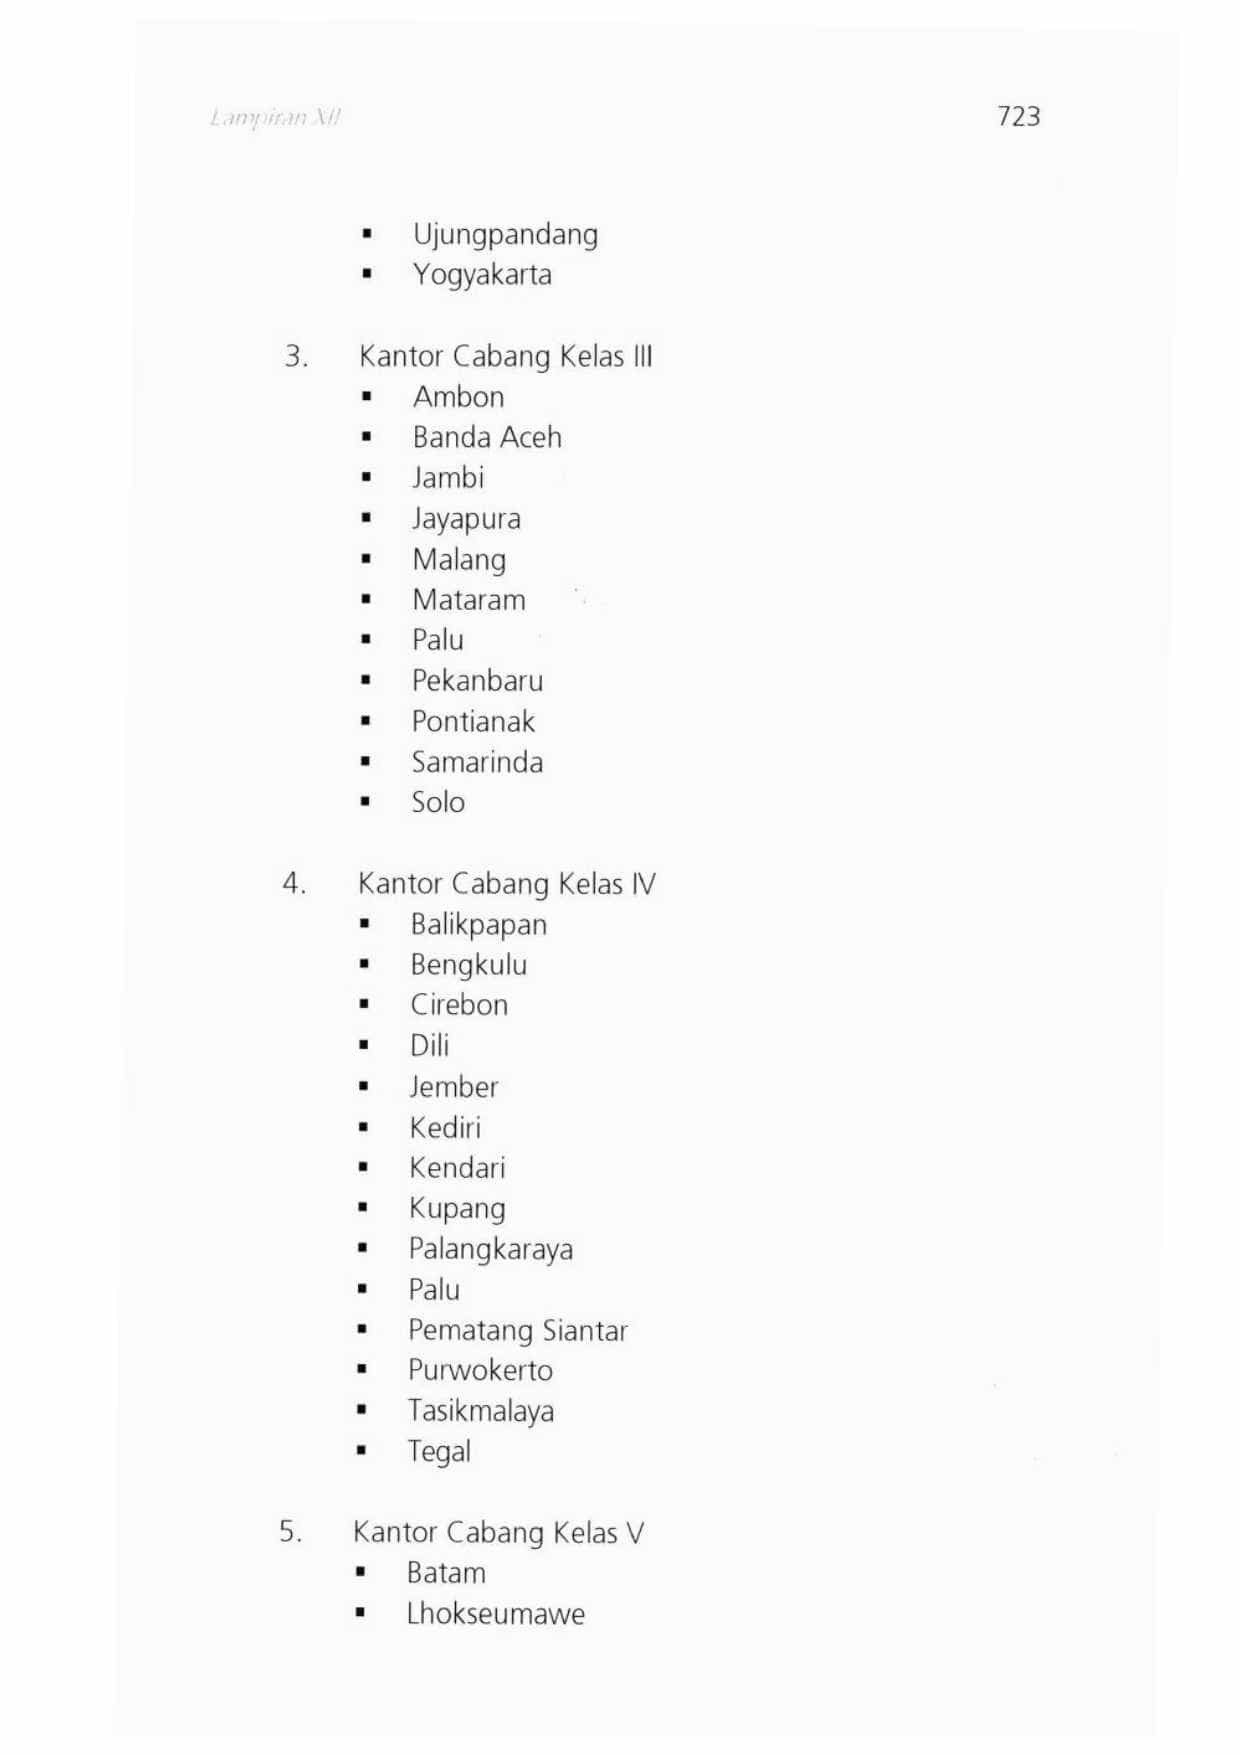 Lampiran XII
723
▪ Ujungpandang
▪ Yogyakarta
3. Kantor Cabang Kelas III
▪ Ambon
▪ Banda Aceh
▪ Jambi
▪ Jayapura
▪ Malang
▪ Mataram
▪ Palu
▪ Pekanbaru
▪ Pontianak
▪ Samarinda
▪ Solo
4. Kantor Cabang Kelas IV
▪ Balikpapan
▪ Bengkulu
▪ Cirebon
▪ Dili
▪ Jember
▪ Kediri
▪ Kendari
▪ Kupang
▪ Palangkaraya
▪ Palu
▪ Pematang Siantar
▪ Purwokerto
▪ Tasikmalaya
▪ Tegal
5. Kantor Cabang Kelas V
▪ Batam
▪ Lhokseumawe